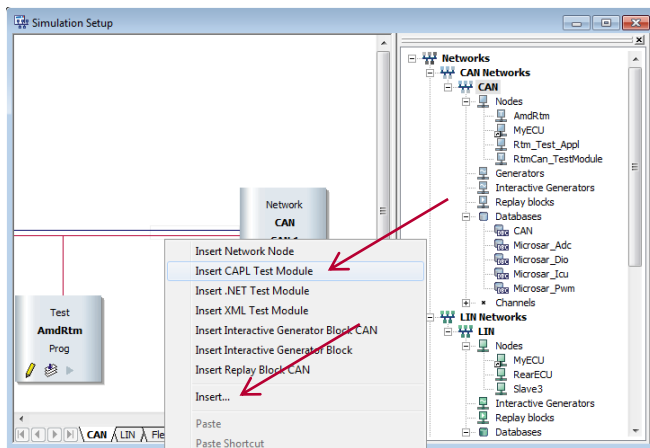 Simulation Setup
Network
CAN
Test
AmdRtm
Prog
Insert Network Node
Insert CAPL Test Module
Insert .NET Test Module
Insert XML Test Module
Insert Interactive Generator Block CAN
Insert Interactive Generator Block
Insert Replay Block CAN
Insert...
Paste
Paste Shortcut
CAN
LIN
Networks
CAN Networks
CAN
Nodes
AmdRtm
MyECU
Rtm_Test_Appl
RtmCan_TestModule
Generators
Interactive Generators
Replay blocks
Databases
CAN
Microsar_Adc
Microsar_Dio
Microsar_Icu
Microsar_Pwm
Channels
LIN Networks
LIN
Nodes
MyECU
RearECU
Slave3
Interactive Generators
Replay blocks
Databases